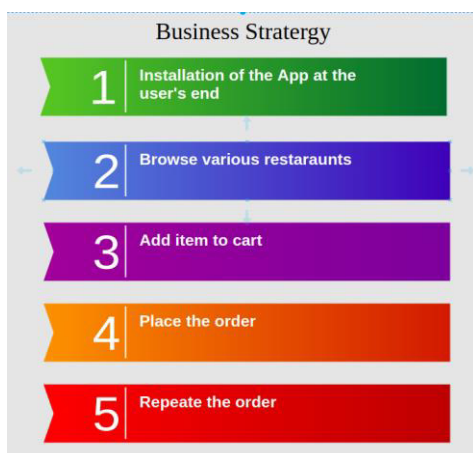 Business Stratergy
1
Installation of the App at the
user's end
2
Browse various restaraunts
3
Add item to cart
4
Place the order
5
Repeate the order